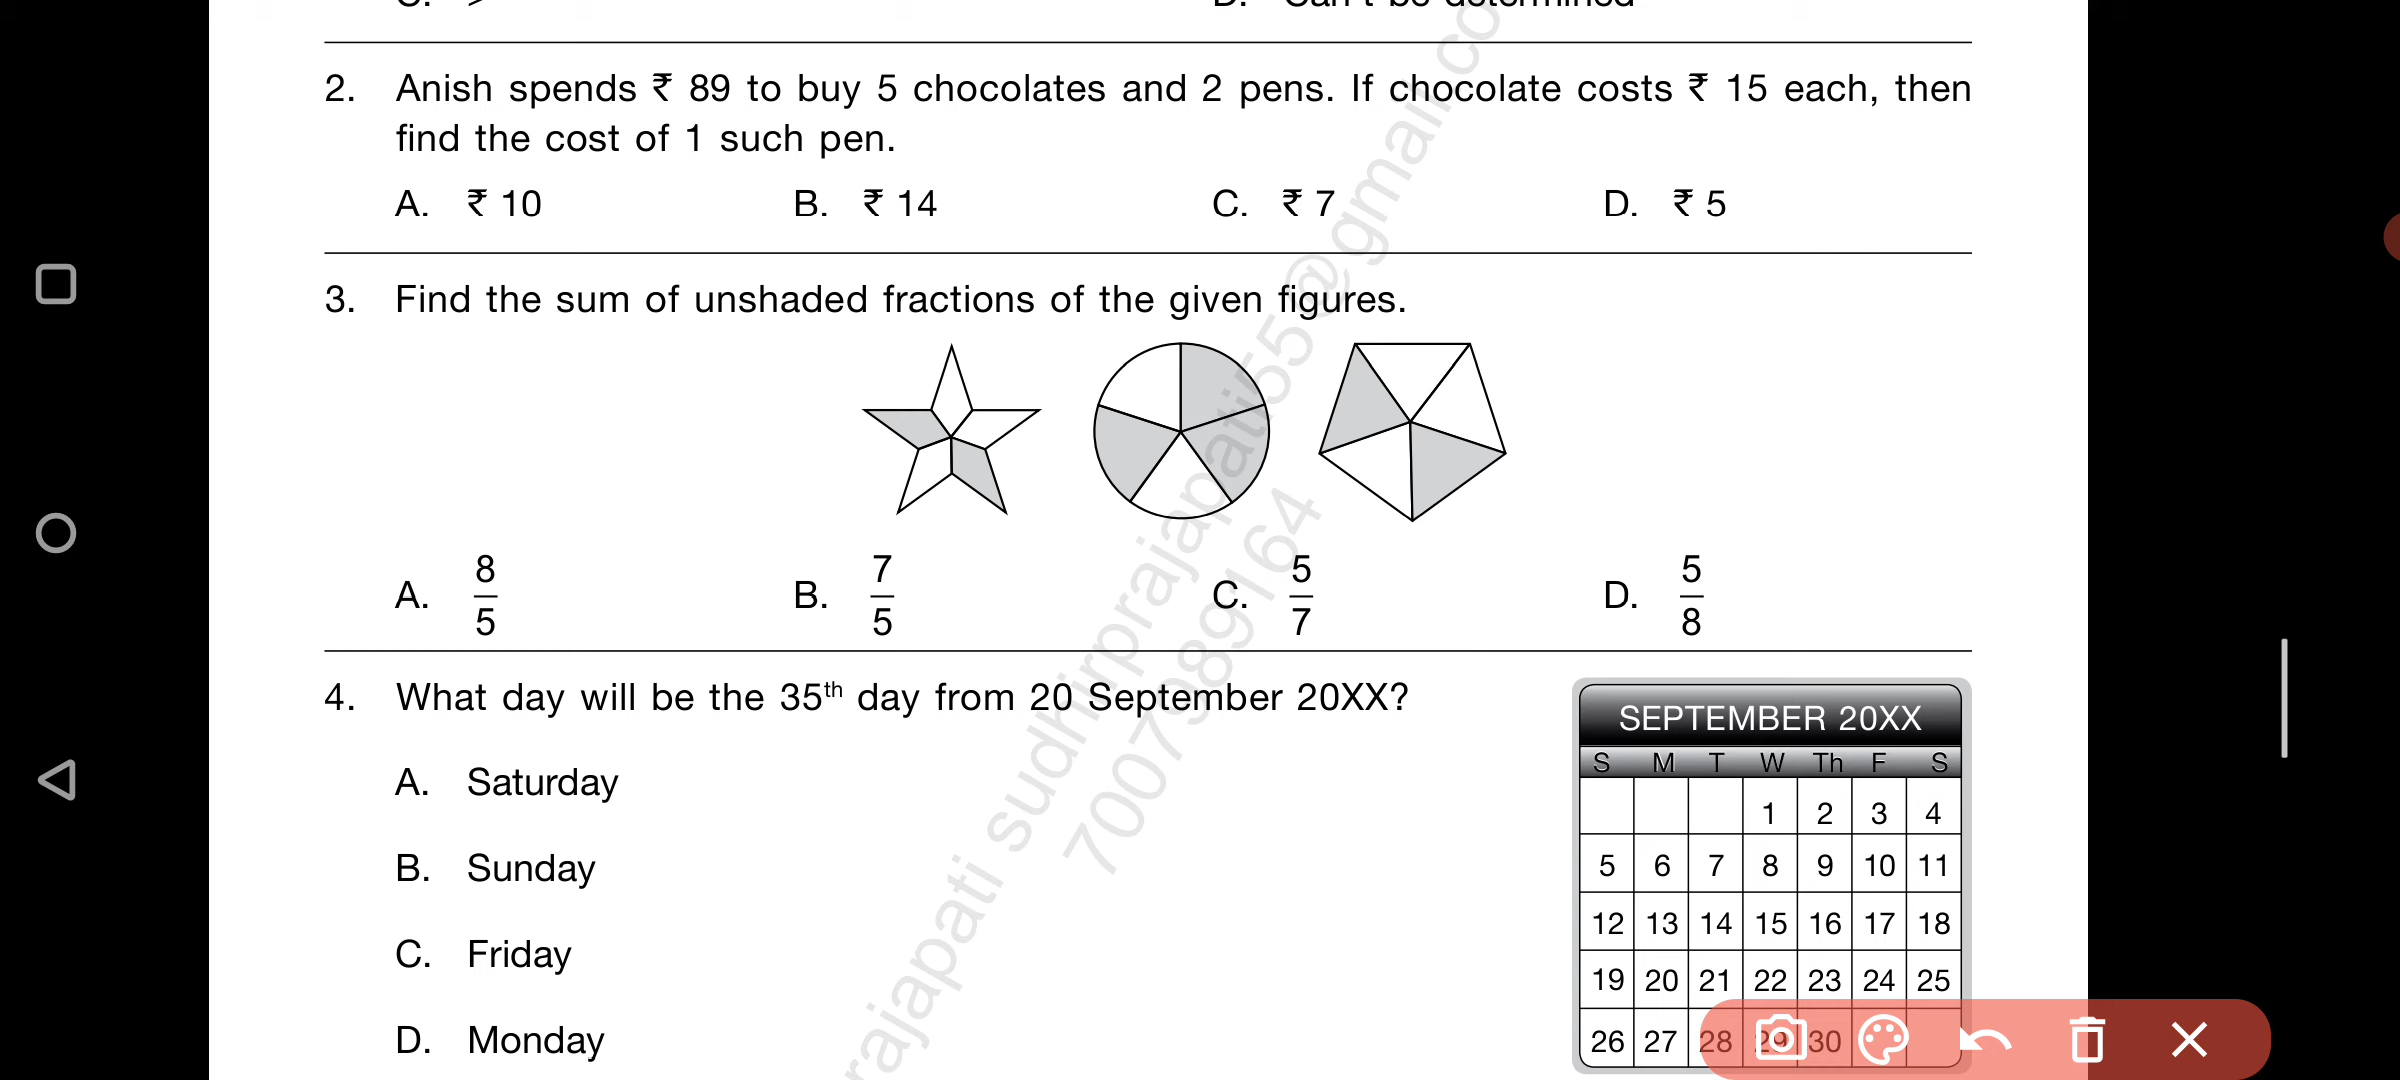 2. Anish spends ₹ 89 to buy 5 chocolates and 2 pens. If chocolate costs ₹ 15 each, then
find the cost of 1 such pen.
A. ₹ 10 B. ₹ 14 C. ₹ 7 D. ₹ 5
3. Find the sum of unshaded fractions of the given figures.
A. 8/5 B. 7/5 C. 5/7 D. 5/8
4. What day will be the 35th day from 20 September 20XX?
A. Saturday
B. Sunday
C. Friday
D. Monday
SEPTEMBER 20XX
S M T W Th F S
1 2 3 4
5 6 7 8 9 10 11
12 13 14 15 16 17 18
19 20 21 22 23 24 25
26 27 28 29 30
rajapati sudhirprajapati55@gmail.co
7007989164